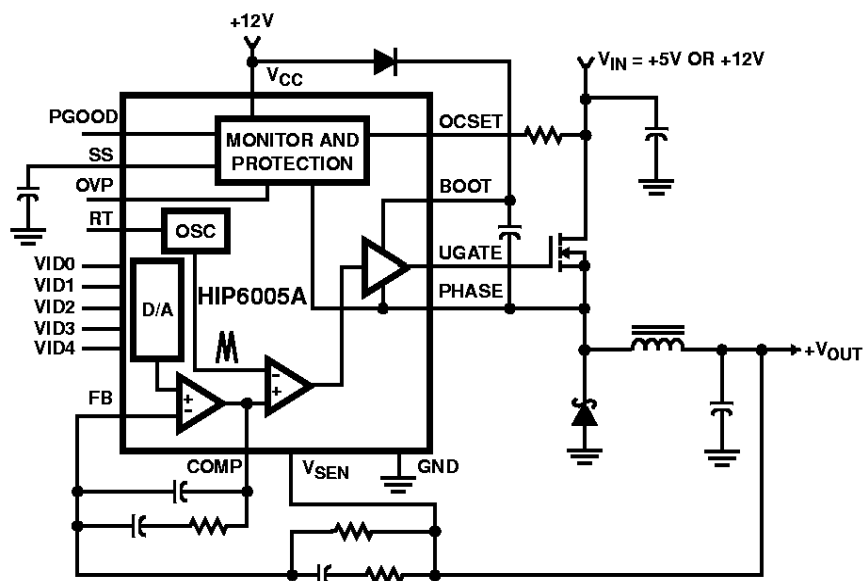 +12V
VCC
VIN = +5V OR +12V
PGOOD
MONITOR AND
PROTECTION
OCSET
SS
OVP
BOOT
RT
OSC
UGATE
VID0
VID1
VID2
VID3
VID4
D/A
HIP6005A
PHASE
+VOUT
FB
+
-
-
+
COMP
VSEN
GND